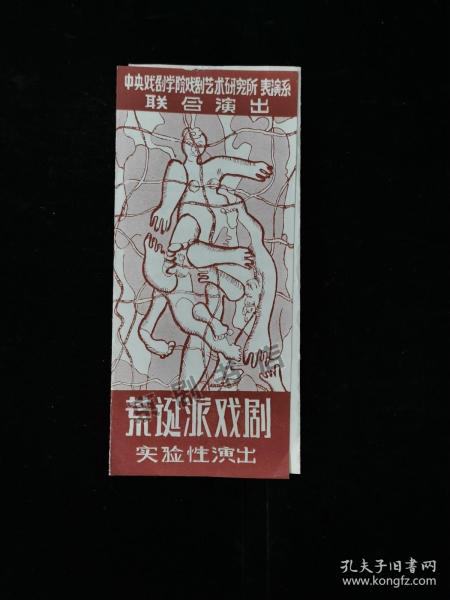 中央戏剧学院戏剧艺术研究所 表演系
联合演出
荒诞派戏剧
实验性演出
孔夫子旧书网
www.kongfz.com